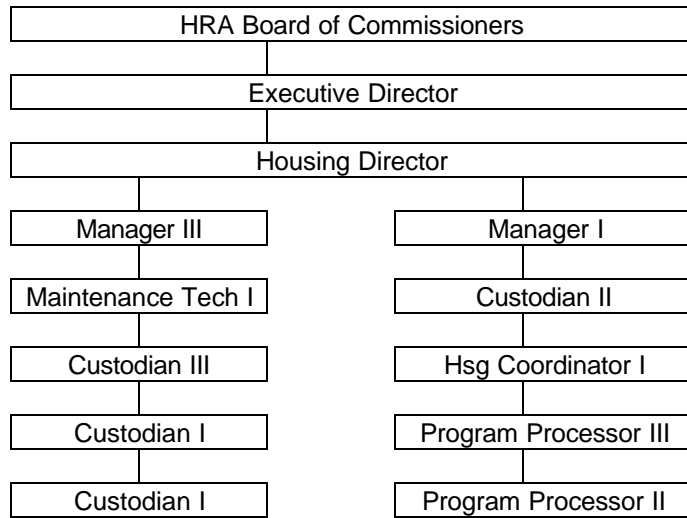 HRA Board of Commissioners
Executive Director
Housing Director
Manager III
Manager I
Maintenance Tech I
Custodian II
Custodian III
Hsg Coordinator I
Custodian I
Program Processor III
Custodian I
Program Processor II